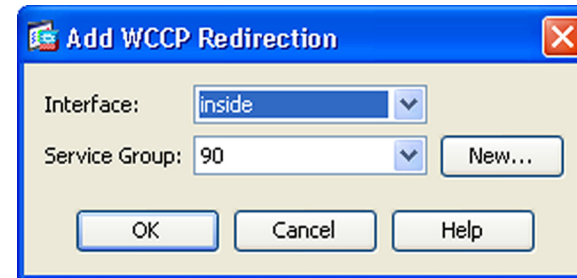 Add WCCP Redirection
Interface: inside
Service Group: 90 New...
OK Cancel Help